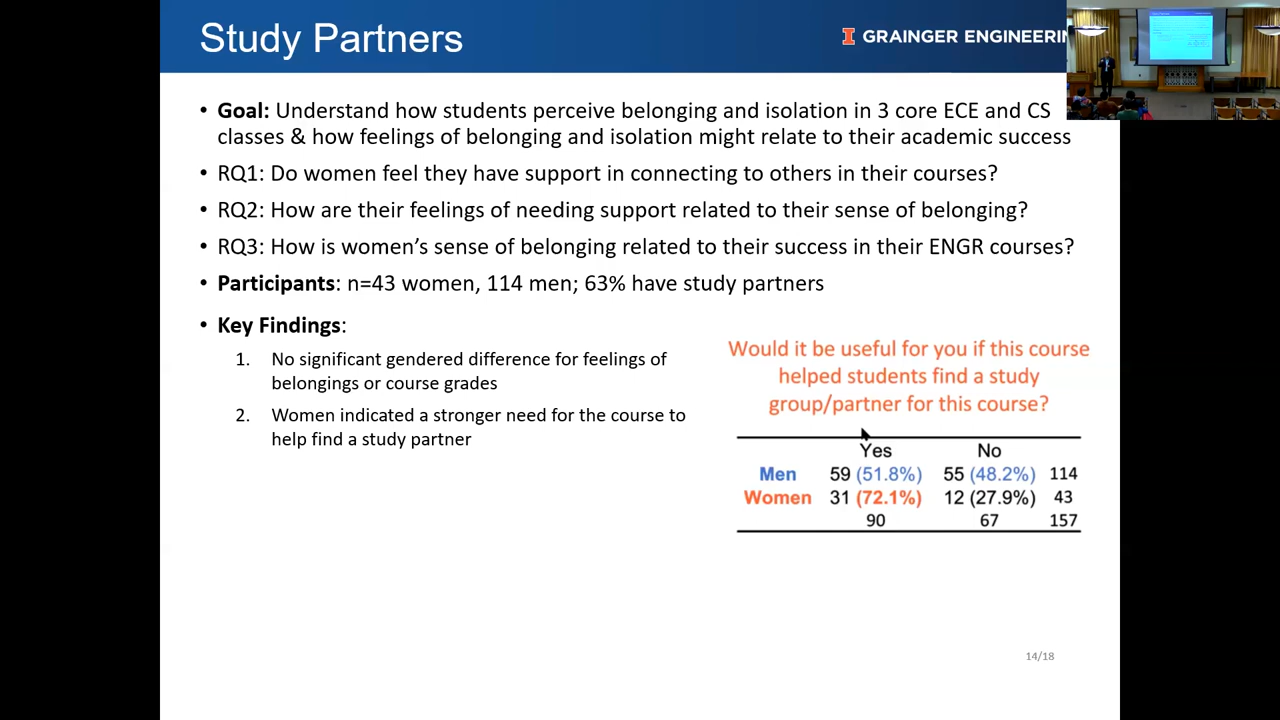 Study Partners
GRAINGER ENGINEERIN
• Goal: Understand how students perceive belonging and isolation in 3 core ECE and CS
classes & how feelings of belonging and isolation might relate to their academic success
• RQ1: Do women feel they have support in connecting to others in their courses?
• RQ2: How are their feelings of needing support related to their sense of belonging?
• RQ3: How is women's sense of belonging related to their success in their ENGR courses?
• Participants: n=43 women, 114 men; 63% have study partners
• Key Findings:
1. No significant gendered difference for feelings of
belongings or course grades
2. Women indicated a stronger need for the course to
help find a study partner
Would it be useful for you if this course
helped students find a study
group/partner for this course?
Yes No
Men 59 (51.8%) 55 (48.2%) 114
Women 31 (72.1%) 12 (27.9%) 43
90 67 157
14/18